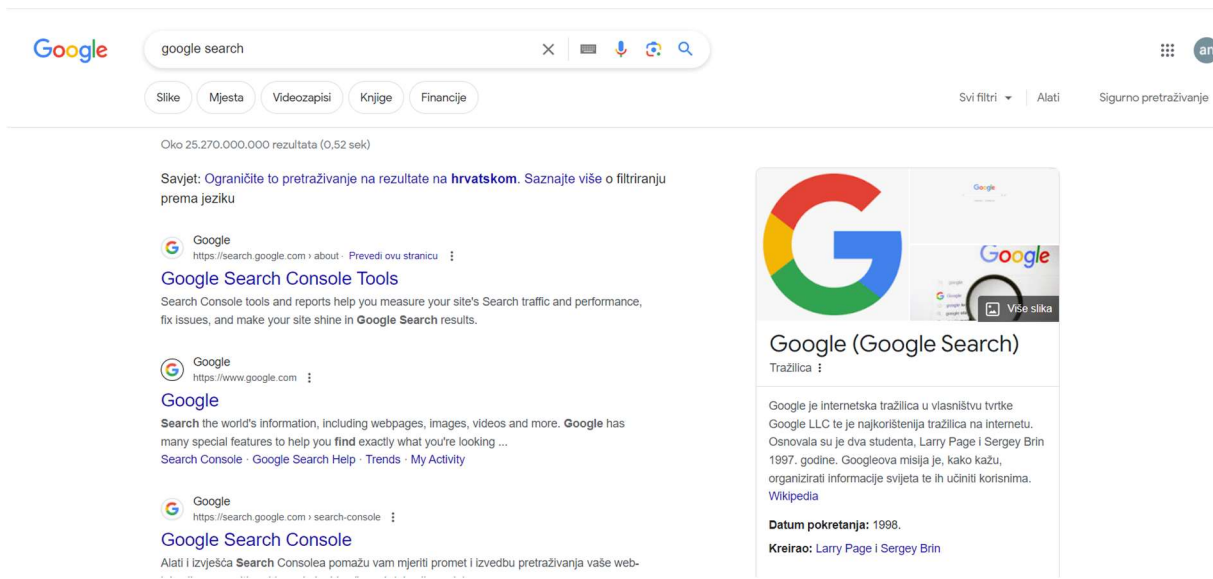 Google
google search
an
Slike
Mjesta
Videozapisi
Knjige
Financije
Svi filtri
Alati
Sigurno pretraživanje
Oko 25.270.000.000 rezultata (0,52 sek)
Savjet: Ograničite to pretraživanje na rezultate na hrvatskom. Saznajte više o filtriranju
prema jeziku
Google
https://search.google.com › about · Prevedi ovu stranicu
Google Search Console Tools
Search Console tools and reports help you measure your site's Search traffic and performance,
fix issues, and make your site shine in Google Search results.
Google
https://www.google.com
Google
Search the world's information, including webpages, images, videos and more. Google has
many special features to help you find exactly what you're looking ...
Search Console · Google Search Help · Trends · My Activity
Google
https://search.google.com › search-console
Google Search Console
Alati i izvješća Search Consolea pomažu vam mjeriti promet i izvedbu pretraživanja vaše web-
Google
Google
Više slika
Google (Google Search)
Tražilica
Google je internetska tražilica u vlasništvu tvrtke
Google LLC te je najkorištenija tražilica na internetu.
Osnovala su je dva studenta, Larry Page i Sergey Brin
1997. godine. Googleova misija je, kako kažu,
organizirati informacije svijeta te ih učiniti korisnima.
Wikipedia
Datum pokretanja: 1998.
Kreirao: Larry Page i Sergey Brin